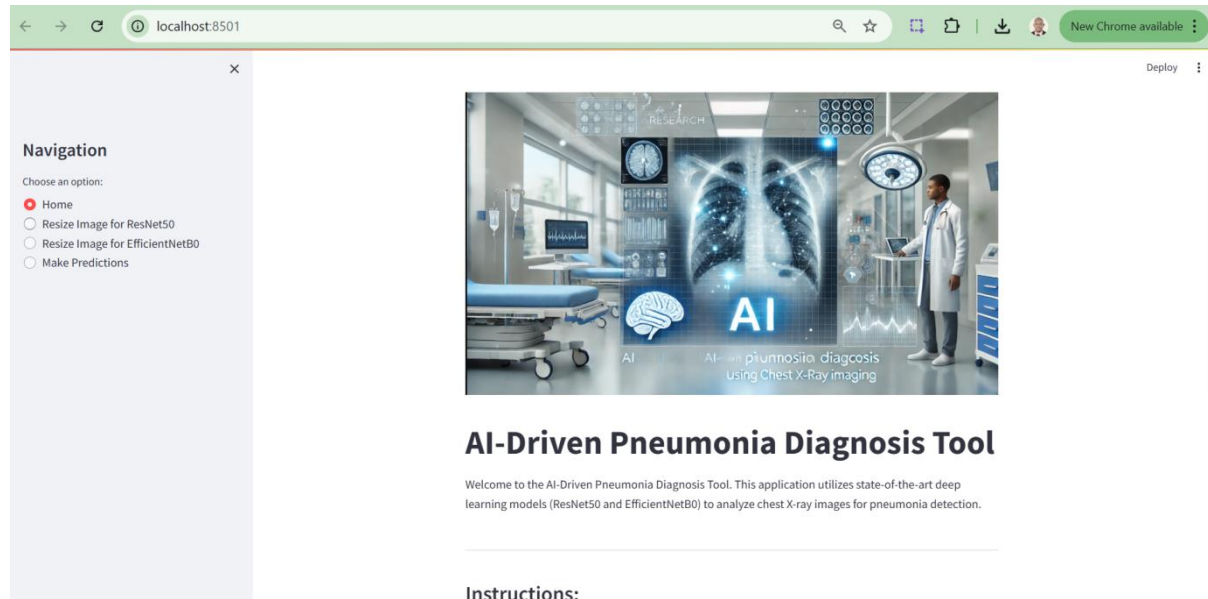 localhost:8501
New Chrome available
Deploy
Navigation
Choose an option:
Home
Resize Image for ResNet50
Resize Image for EfficientNetB0
Make Predictions
RESEARCH
AI
AI
diagcosis
using Chest X-Ray imaging
AI-Driven Pneumonia Diagnosis Tool
Welcome to the AI-Driven Pneumonia Diagnosis Tool. This application utilizes state-of-the-art deep
learning models (ResNet50 and EfficientNetB0) to analyze chest X-ray images for pneumonia detection.
Instructions: